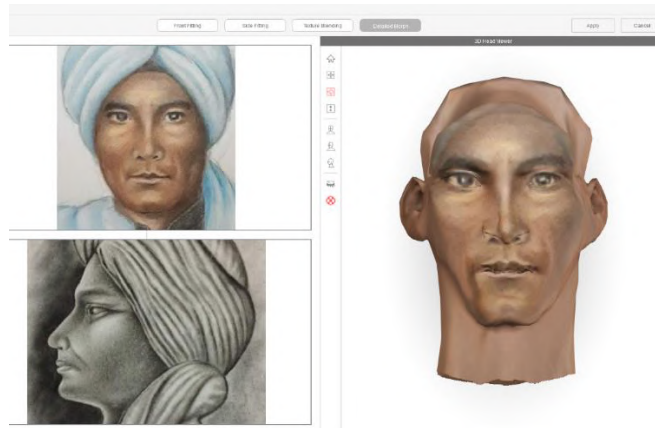 Front Fitting
Side Fitting
Texture Blending
Detailed Morph
Apply
Cancel
3D Head Viewer